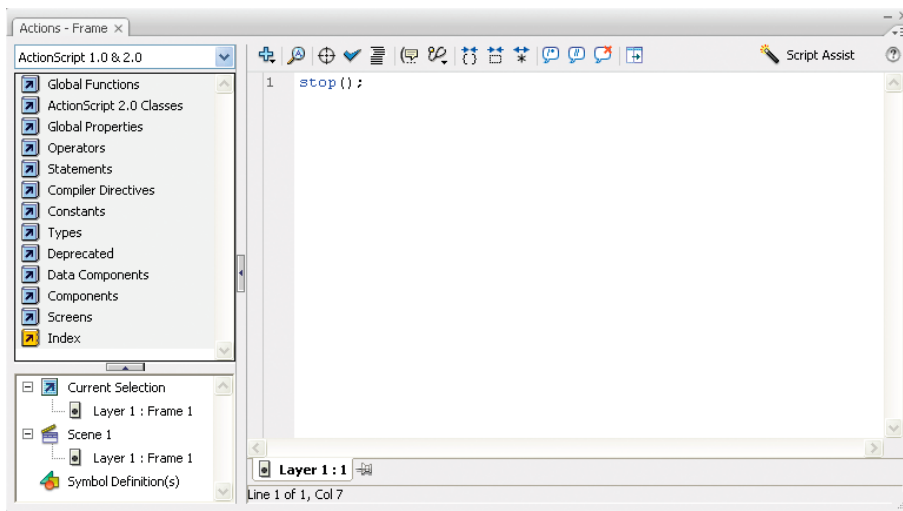 Actions - Frame ×
ActionScript 1.0 & 2.0
Script Assist
Global Functions
ActionScript 2.0 Classes
Global Properties
Operators
Statements
Compiler Directives
Constants
Types
Deprecated
Data Components
Components
Screens
Index
1 stop();
Current Selection
Layer 1 : Frame 1
Scene 1
Layer 1 : Frame 1
Symbol Definition(s)
Layer 1 : 1
Line 1 of 1, Col 7